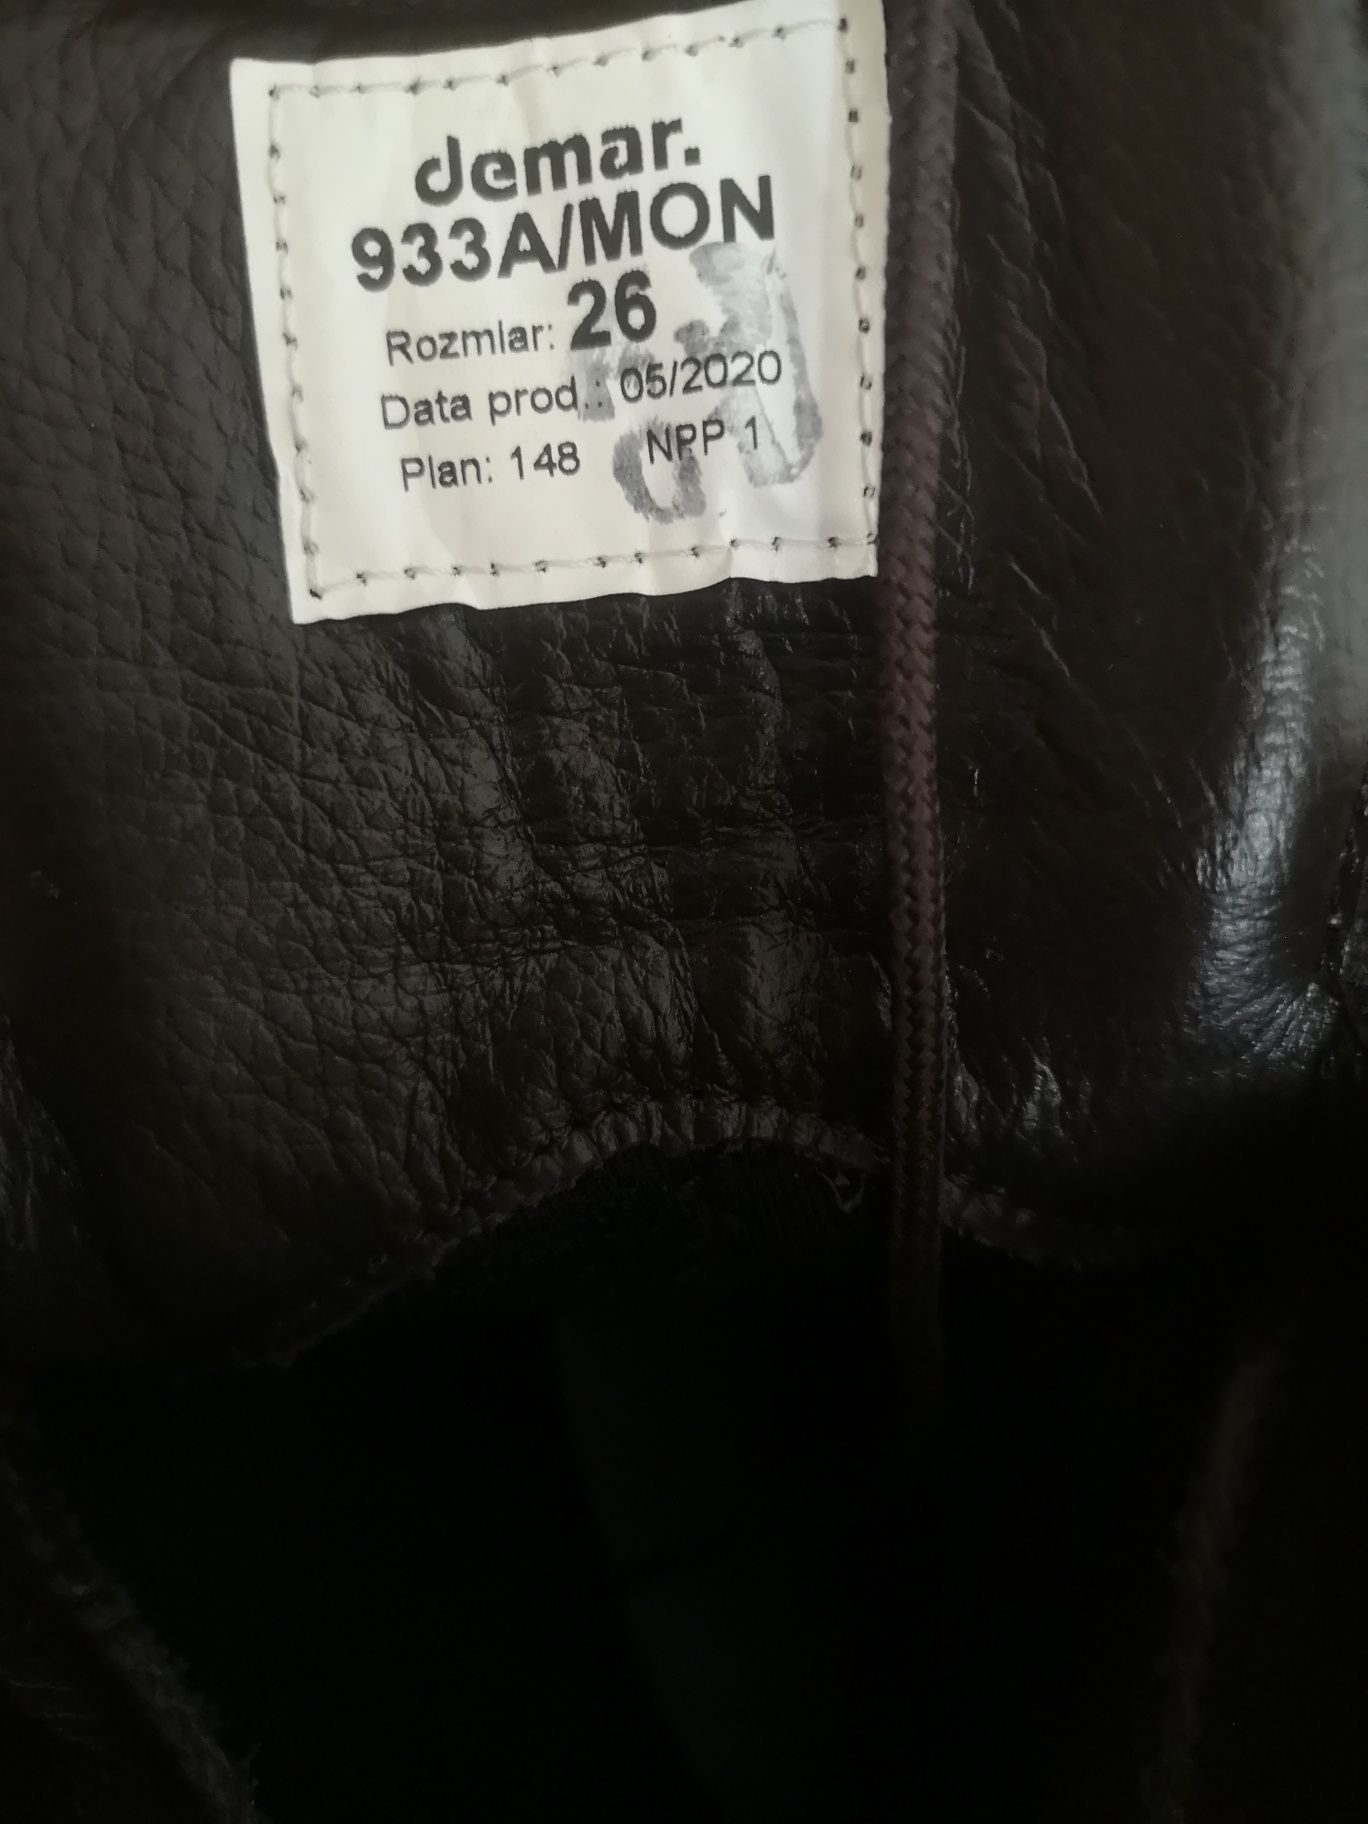 demar.
933A/MON
Rozmiar: 26
Data prod.: 05/2020
Plan: 148 NPP 1